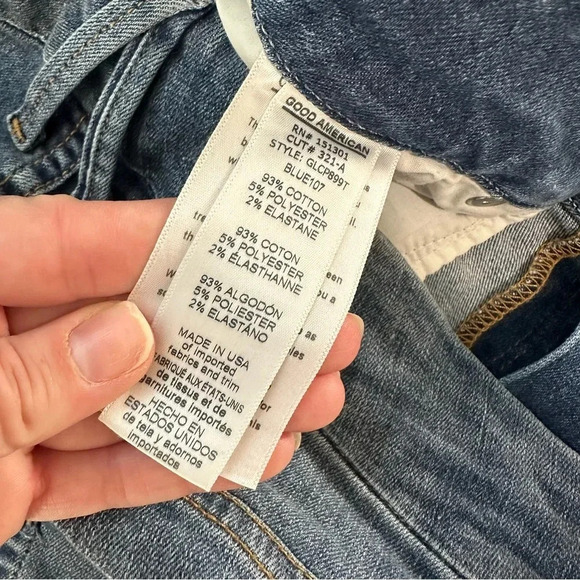 GOOD AMERICAN
RN# 151301
CUT # 321-A
STYLE: GLCP899T
BLUE107
93% COTTON
5% POLYESTER
2% ELASTANE
93% COTON
5% POLYESTER
2% ÉLASTHANNE
93% ALGODÓN
5% POLIESTER
2% ELASTANO
MADE IN USA
of imported
fabrics and trim
FABRIQUÉ AUX ÉTATS-UNIS
de tissus et de
garnitures importés
HECHO EN
ESTADOS UNIDOS
de tela y adornos
importados